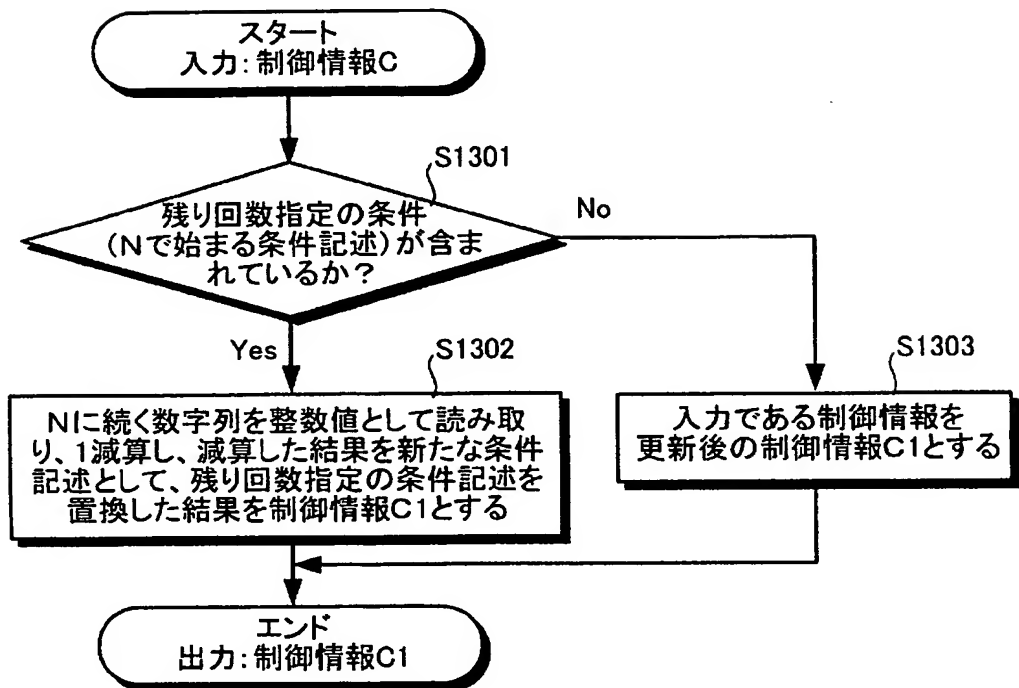 スタート
入力:制御情報C
S1301
残り回数指定の条件
(Nで始まる条件記述)が含ま
れているか?
No
Yes
S1302
Nに続く数字列を整数値として読み取
り、1減算し、減算した結果を新たな条件
記述として、残り回数指定の条件記述を
置換した結果を制御情報C1とする
S1303
入力である制御情報を
更新後の制御情報C1とする
エンド
出力:制御情報C1